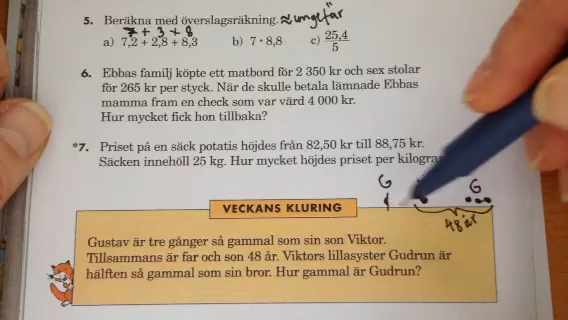 5. Beräkna med överslagsräkning. ≈ "ungefär"
7 + 3 + 8
a) 7,2 + 2,8 + 8,3 b) 7 · 8,8 c) 25,4/5
6. Ebbas familj köpte ett matbord för 2 350 kr och sex stolar
för 265 kr per styck. När de skulle betala lämnade Ebbas
mamma fram en check som var värd 4 000 kr.
Hur mycket fick hon tillbaka?
*7. Priset på en säck potatis höjdes från 82,50 kr till 88,75 kr.
Säcken innehöll 25 kg. Hur mycket höjdes priset per kilogra
G G
48 år
VECKANS KLURING
Gustav är tre gånger så gammal som sin son Viktor.
Tillsammans är far och son 48 år. Viktors lillasyster Gudrun är
hälften så gammal som sin bror. Hur gammal är Gudrun?